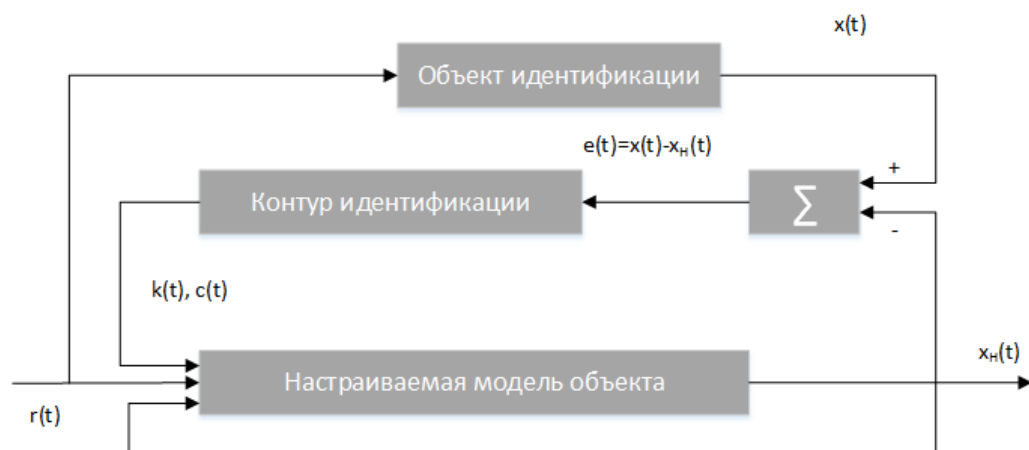 x(t)
Объект идентификации
e(t)=x(t)-xн(t)
+
Контур идентификации
∑
-
k(t), c(t)
xн(t)
Настраиваемая модель объекта
r(t)